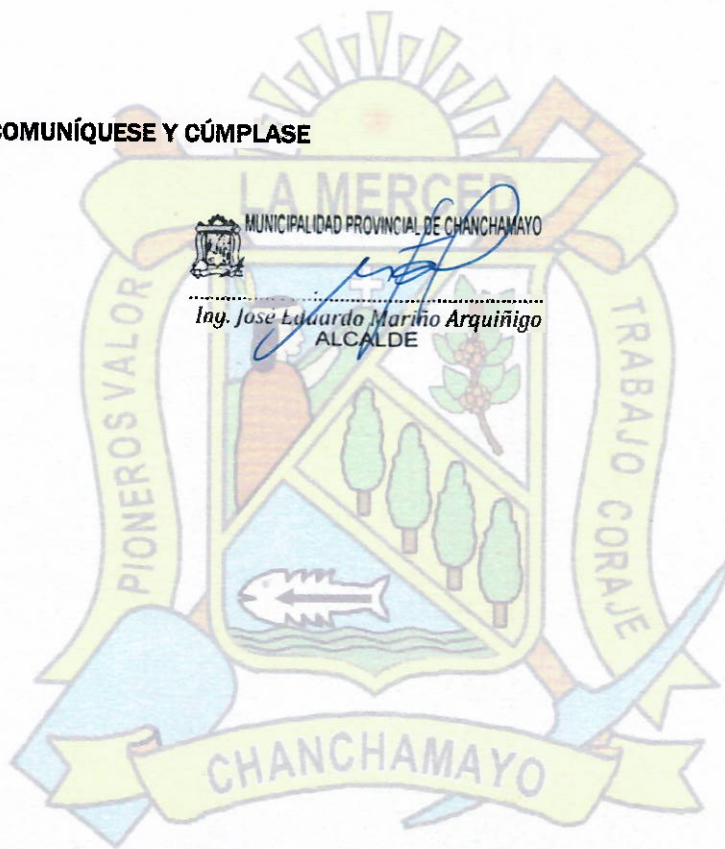 COMUNÍQUESE Y CÚMPLASE
LA MERCED
MUNICIPALIDAD PROVINCIAL DE CHANCHAMAYO
Ing. José Eduardo Mariño Arquiñigo
ALCALDE
PIONEROS VALOR
TRABAJO CORAJE
CHANCHAMAYO